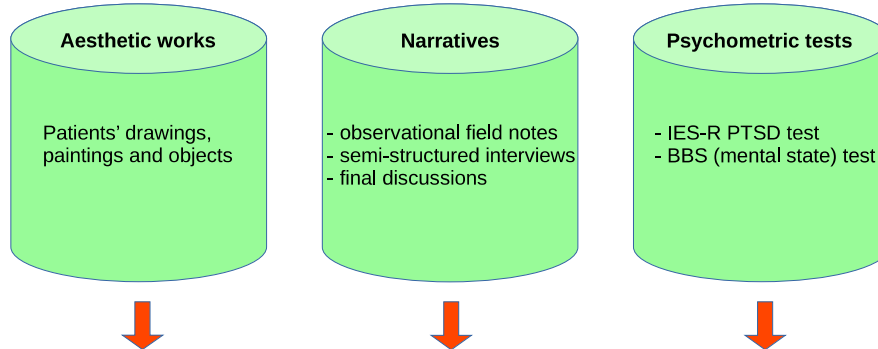 Aesthetic works
Patients' drawings,
paintings and objects
Narratives
- observational field notes
- semi-structured interviews
- final discussions
Psychometric tests
- IES-R PTSD test
- BBS (mental state) test